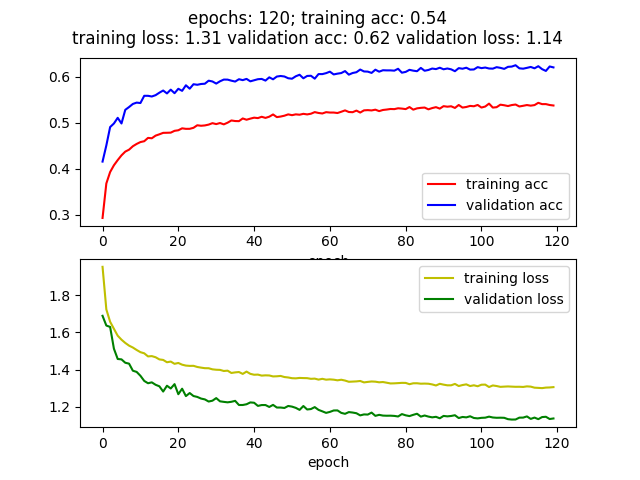 epochs: 120; training acc: 0.54
training loss: 1.31 validation acc: 0.62 validation loss: 1.14
0.6
0.5
0.4
0.3
training acc
validation acc
0 20 40 60 80 100 120
epoch
1.8
1.6
1.4
1.2
training loss
validation loss
0 20 40 60 80 100 120
epoch